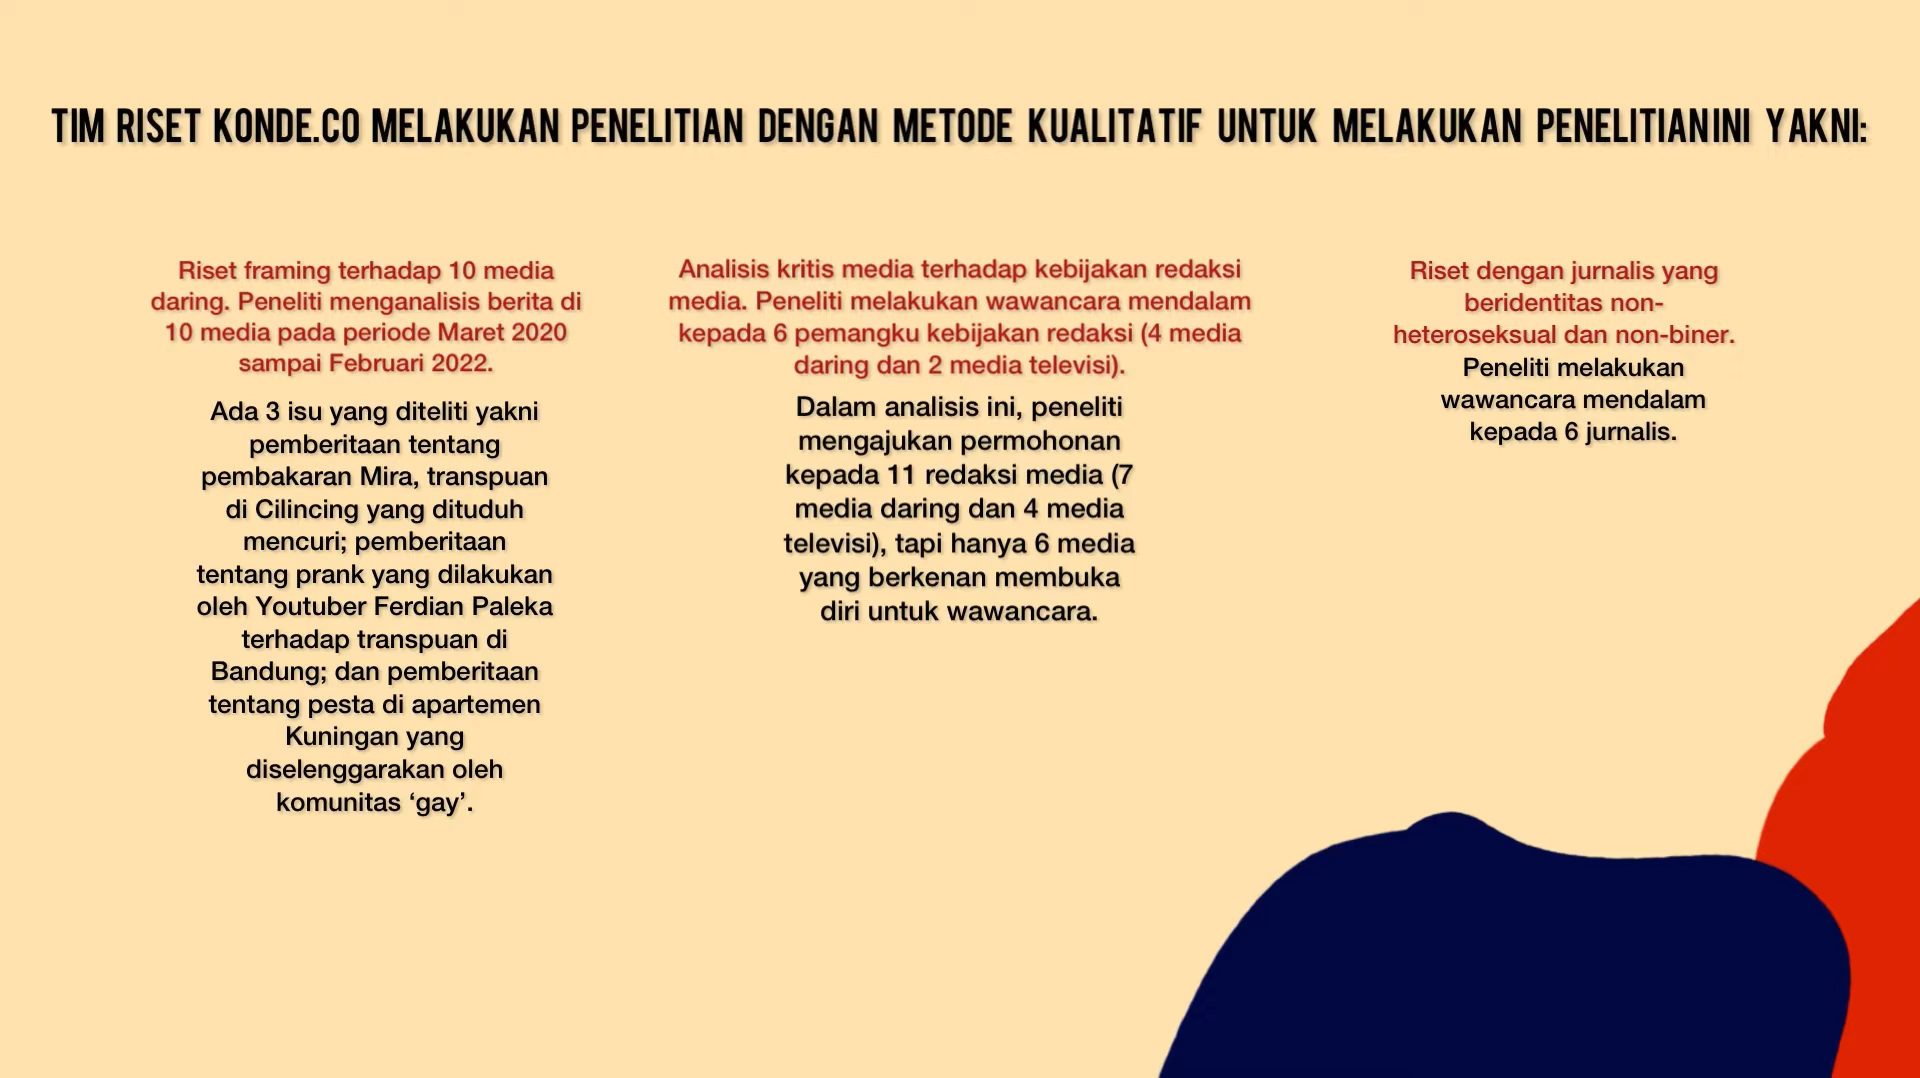 TIM RISET KONDE.CO MELAKUKAN PENELITIAN DENGAN METODE KUALITATIF UNTUK MELAKUKAN PENELITIANINI YAKNI:
Riset framing terhadap 10 media
daring. Peneliti menganalisis berita di
10 media pada periode Maret 2020
sampai Februari 2022.
Ada 3 isu yang diteliti yakni
pemberitaan tentang
pembakaran Mira, transpuan
di Cilincing yang dituduh
mencuri; pemberitaan
tentang prank yang dilakukan
oleh Youtuber Ferdian Paleka
terhadap transpuan di
Bandung; dan pemberitaan
tentang pesta di apartemen
Kuningan yang
diselenggarakan oleh
komunitas ‘gay’.
Analisis kritis media terhadap kebijakan redaksi
media. Peneliti melakukan wawancara mendalam
kepada 6 pemangku kebijakan redaksi (4 media
daring dan 2 media televisi).
Dalam analisis ini, peneliti
mengajukan permohonan
kepada 11 redaksi media (7
media daring dan 4 media
televisi), tapi hanya 6 media
yang berkenan membuka
diri untuk wawancara.
Riset dengan jurnalis yang
beridentitas non-
heteroseksual dan non-biner.
Peneliti melakukan
wawancara mendalam
kepada 6 jurnalis.